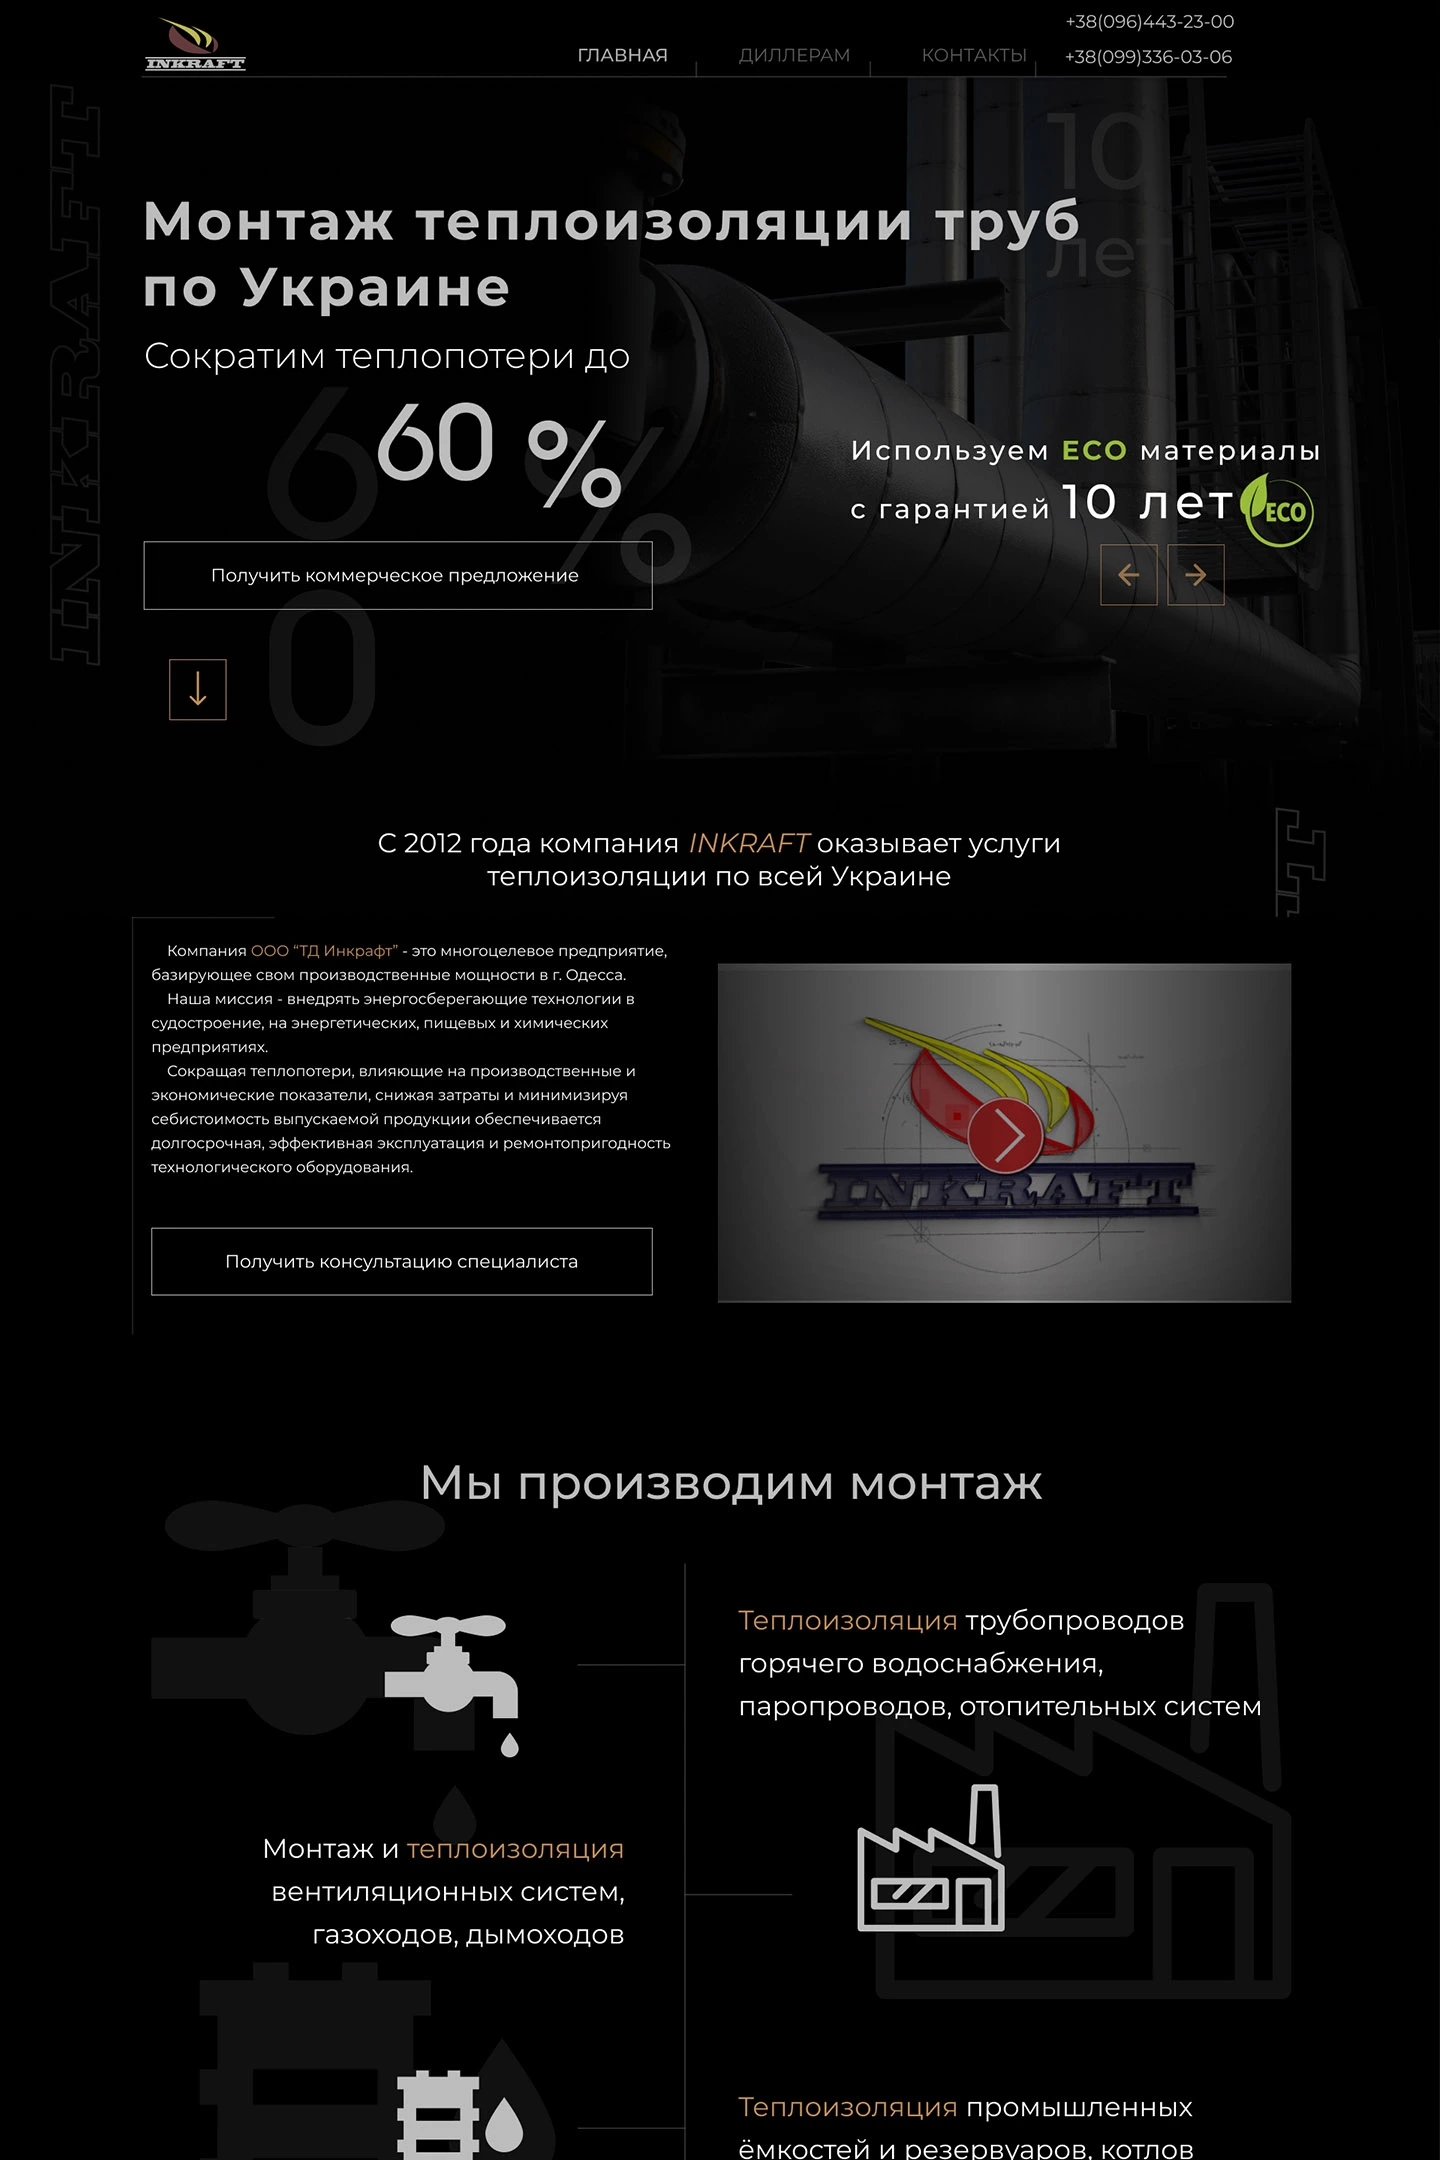 INKRAFT
ГЛАВНАЯ
ДИЛЛЕРАМ
КОНТАКТЫ
+38(096)443-23-00
+38(099)336-03-06
INKRAFT
10
лет
Монтаж теплоизоляции труб
по Украине
Сократим теплопотери до
60 %
60 %
Используем ECO материалы
с гарантией 10 лет
ECO
Получить коммерческое предложение
С 2012 года компания INKRAFT оказывает услуги
теплоизоляции по всей Украине
Компания ООО “ТД Инкрафт” - это многоцелевое предприятие,
базирующее свом производственные мощности в г. Одесса.
Наша миссия - внедрять энергосберегающие технологии в
судостроение, на энергетических, пищевых и химических
предприятиях.
Сокращая теплопотери, влияющие на производственные и
экономические показатели, снижая затраты и минимизируя
себистоимость выпускаемой продукции обеспечивается
долгосрочная, эффективная эксплуатация и ремонтопригодность
технологического оборудования.
INKRAFT
Получить консультацию специалиста
Мы производим монтаж
Теплоизоляция трубопроводов
горячего водоснабжения,
паропроводов, отопительных систем
Монтаж и теплоизоляция
вентиляционных систем,
газоходов, дымоходов
Теплоизоляция промышленных
ёмкостей и резервуаров, котлов